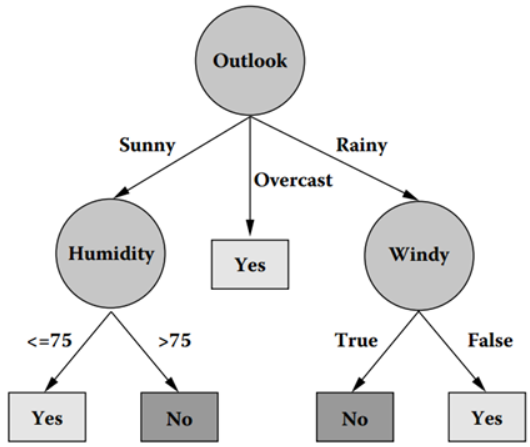 Outlook
Sunny
Rainy
Overcast
Humidity
Yes
Windy
<=75
>75
True
False
Yes
No
No
Yes